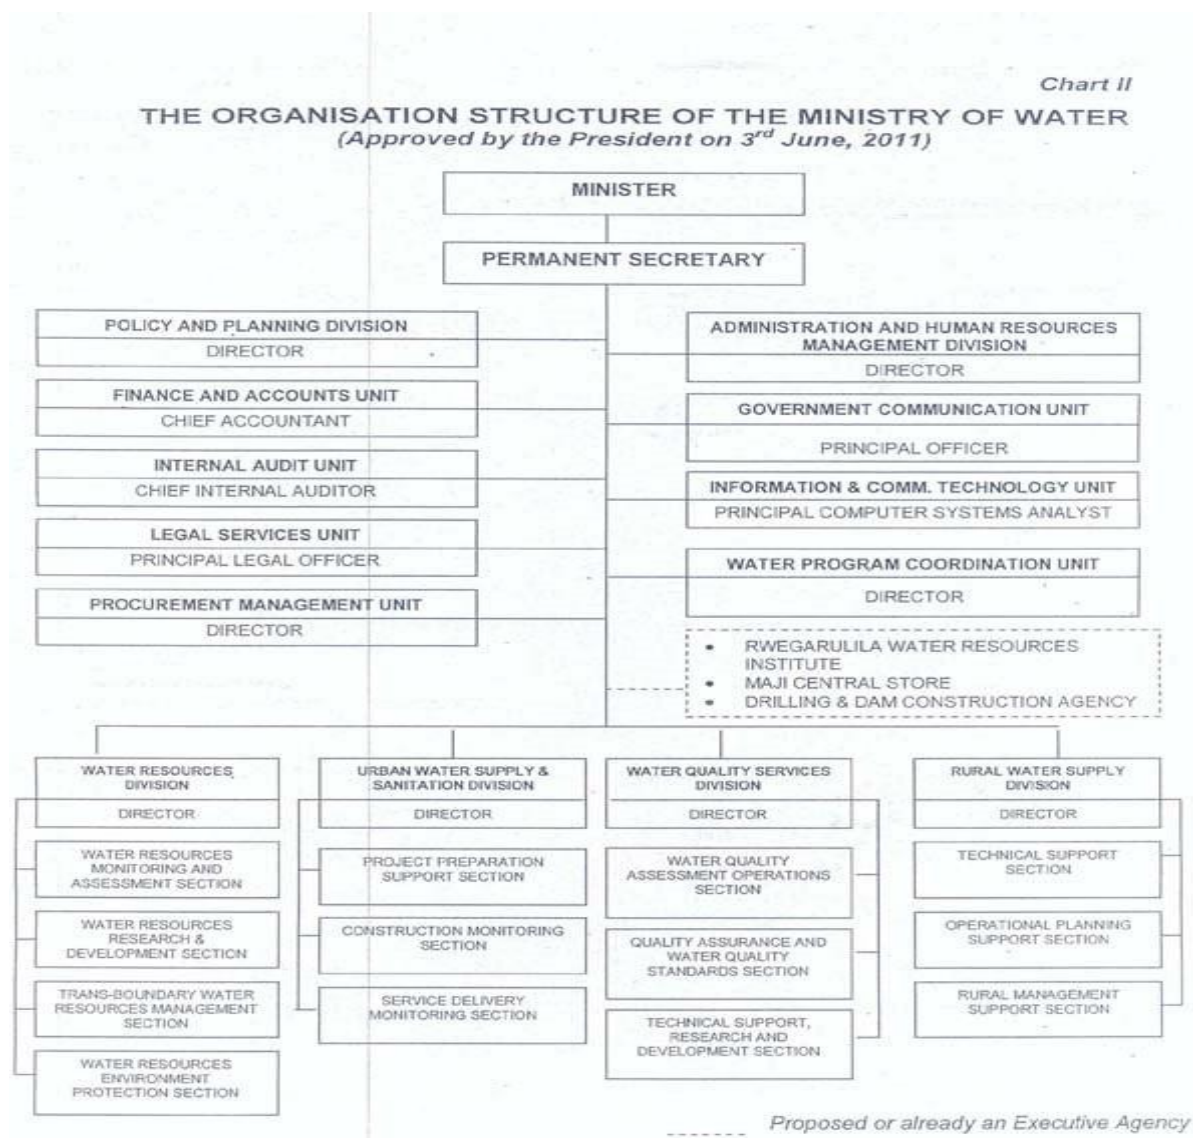 Chart II
THE ORGANISATION STRUCTURE OF THE MINISTRY OF WATER
(Approved by the President on 3rd June, 2011)
MINISTER
PERMANENT SECRETARY
POLICY AND PLANNING DIVISION
DIRECTOR
FINANCE AND ACCOUNTS UNIT
CHIEF ACCOUNTANT
INTERNAL AUDIT UNIT
CHIEF INTERNAL AUDITOR
LEGAL SERVICES UNIT
PRINCIPAL LEGAL OFFICER
PROCUREMENT MANAGEMENT UNIT
DIRECTOR
ADMINISTRATION AND HUMAN RESOURCES
MANAGEMENT DIVISION
DIRECTOR
GOVERNMENT COMMUNICATION UNIT
PRINCIPAL OFFICER
INFORMATION & COMM. TECHNOLOGY UNIT
PRINCIPAL COMPUTER SYSTEMS ANALYST
WATER PROGRAM COORDINATION UNIT
DIRECTOR
• RWEGARULILA WATER RESOURCES
INSTITUTE
• MAJI CENTRAL STORE
• DRILLING & DAM CONSTRUCTION AGENCY
WATER RESOURCES
DIVISION
DIRECTOR
WATER RESOURCES
MONITORING AND
ASSESSMENT SECTION
WATER RESOURCES
RESEARCH &
DEVELOPMENT SECTION
TRANS-BOUNDARY WATER
RESOURCES MANAGEMENT
SECTION
WATER RESOURCES
ENVIROMENT
PROTECTION SECTION
URBAN WATER SUPPLY &
SANITATION DIVISION
DIRECTOR
PROJECT PREPARATION
SUPPORT SECTION
CONSTRUCTION MONITORING
SECTION
SERVICE DELIVERY
MONITORING SECTION
WATER QUALITY SERVICES
DIVISION
DIRECTOR
WATER QUALITY
ASSESSMENT OPERATIONS
SECTION
QUALITY ASSURANCE AND
WATER QUALITY
STANDARDS SECTION
TECHNICAL SUPPORT,
RESEARCH AND
DEVELOPMENT SECTION
RURAL WATER SUPPLY
DIVISION
DIRECTOR
TECHNICAL SUPPORT
SECTION
OPERATIONAL PLANNING
SUPPORT SECTION
RURAL MANAGEMENT
SUPPORT SECTION
Proposed or already an Executive Agency